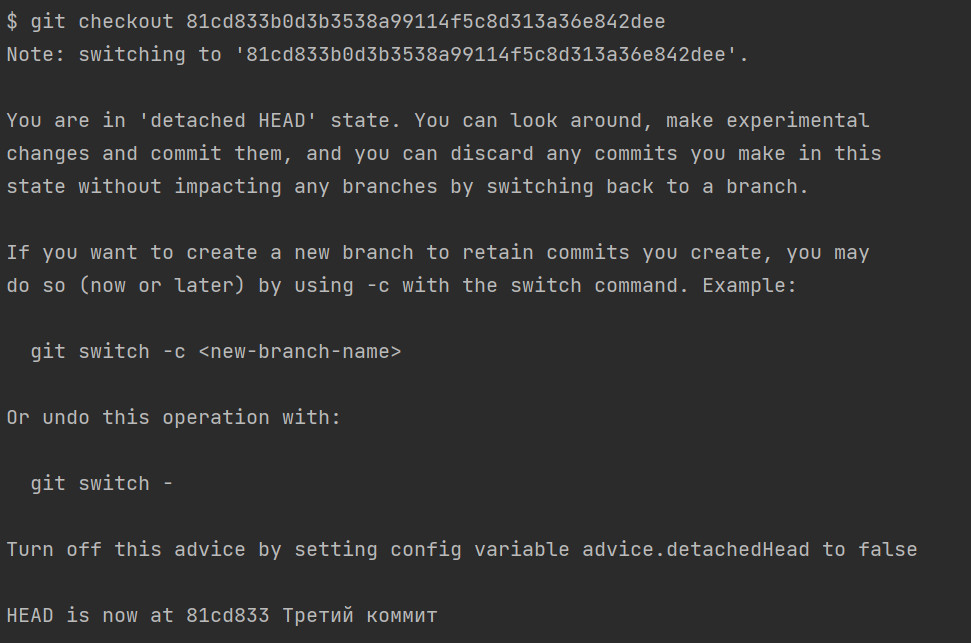 $ git checkout 81cd833b0d3b3538a99114f5c8d313a36e842dee
Note: switching to '81cd833b0d3b3538a99114f5c8d313a36e842dee'.
You are in 'detached HEAD' state. You can look around, make experimental
changes and commit them, and you can discard any commits you make in this
state without impacting any branches by switching back to a branch.
If you want to create a new branch to retain commits you create, you may
do so (now or later) by using -c with the switch command. Example:
git switch -c <new-branch-name>
Or undo this operation with:
git switch -
Turn off this advice by setting config variable advice.detachedHead to false
HEAD is now at 81cd833 Третий коммит